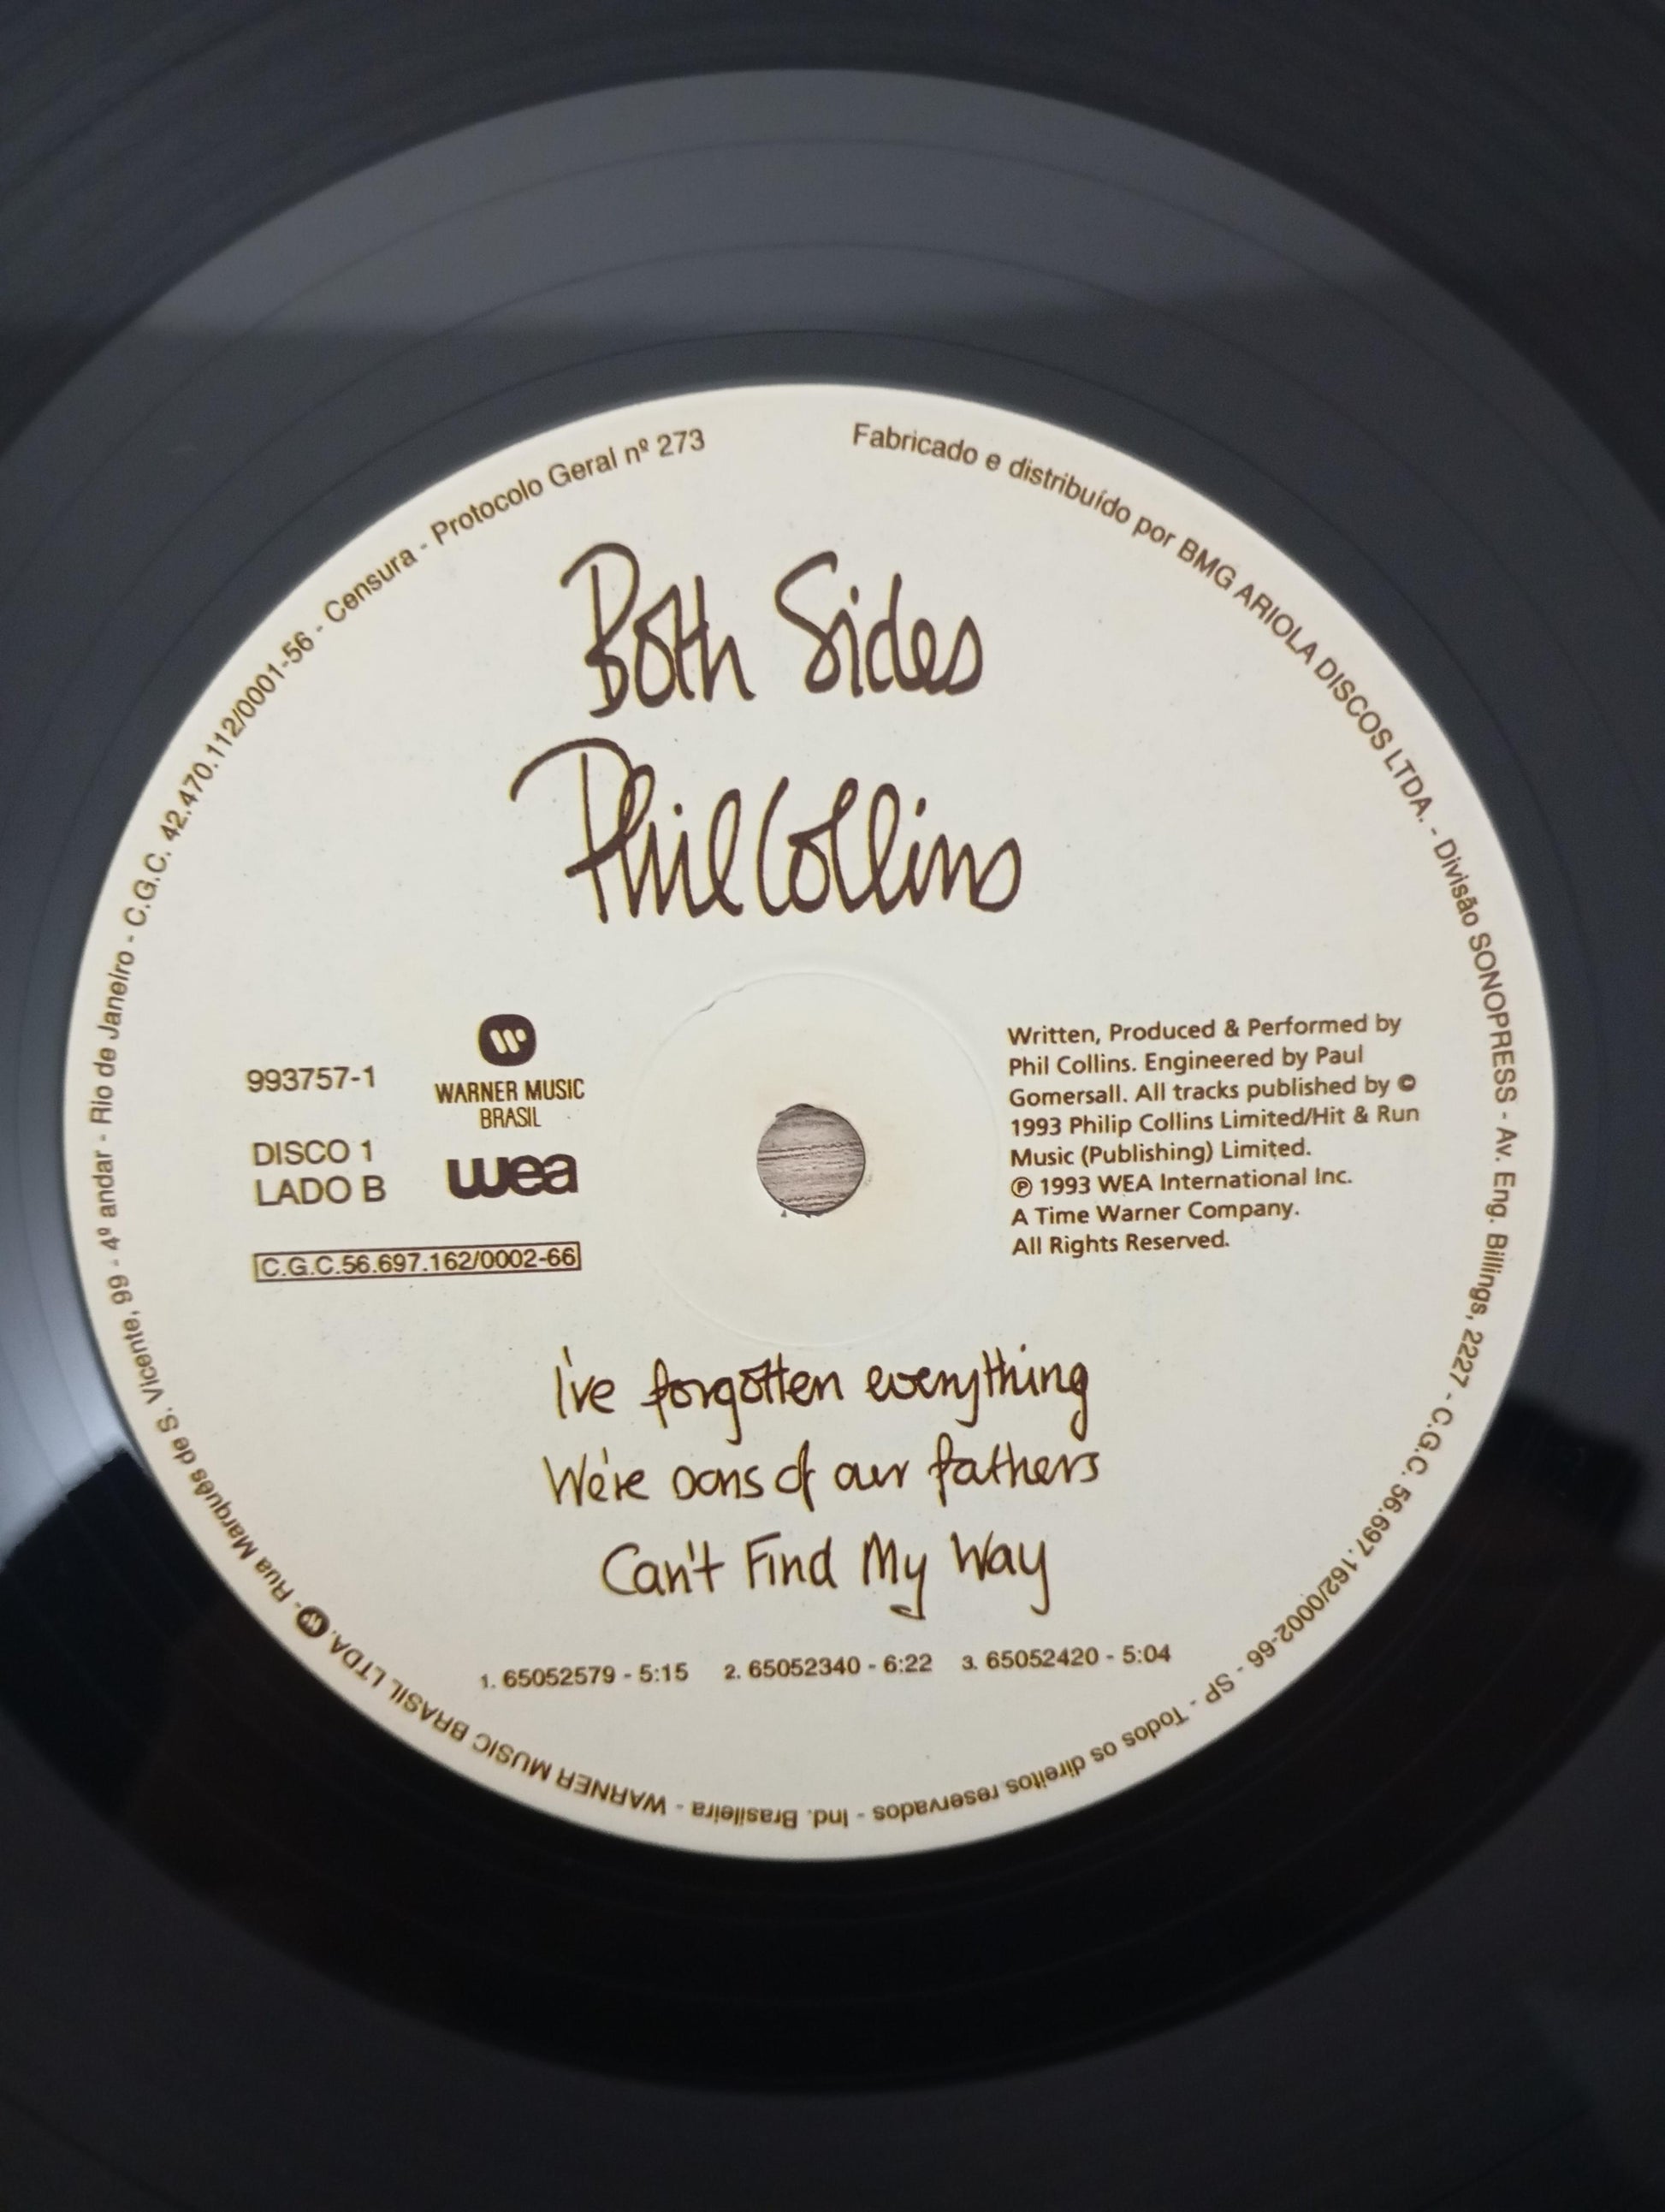 Censura - Protocolo Geral nº 273
Fabricado e distribuído por BMG ARIOLA DISCOS LTDA. - Divisão SONOPRESS - Av. Eng. Billings, 2227 - C.G.C. 56.697.162/0002-66 - SP - Todos os direitos reservados - Ind. Brasileira - WARNER MUSIC BRASIL LTDA. - Rua Marquês de S. Vicente, 99 - 4º andar - Rio de Janeiro - C.G.C. 42.470.112/0001-56 -
Both Sides
Phil Collins
993757-1
DISCO 1
LADO B
WARNER MUSIC
BRASIL
wea
C.G.C.56.697.162/0002-66
Written, Produced & Performed by
Phil Collins. Engineered by Paul
Gomersall. All tracks published by ©
1993 Philip Collins Limited/Hit & Run
Music (Publishing) Limited.
℗ 1993 WEA International Inc.
A Time Warner Company.
All Rights Reserved.
I've forgotten everything
We're sons of our fathers
Can't Find My Way
1. 65052579 - 5:15 2. 65052340 - 6:22 3. 65052420 - 5:04